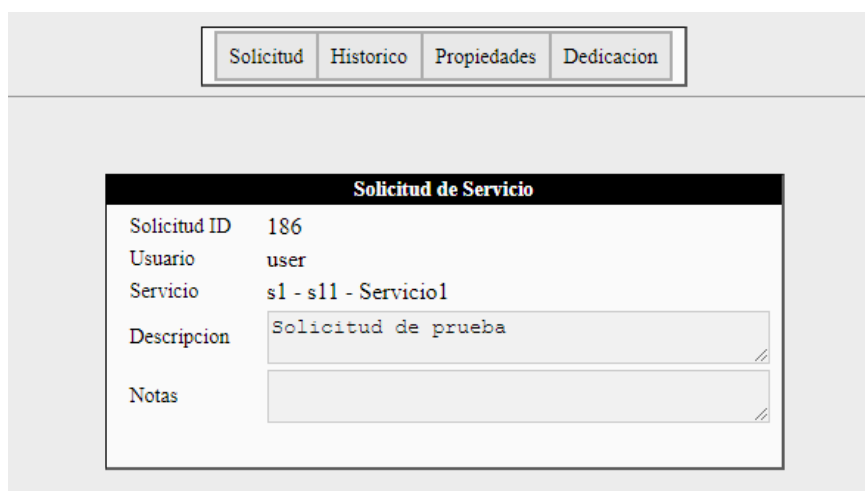 Solicitud Historico Propiedades Dedicacion
Solicitud de Servicio
Solicitud ID 186
Usuario user
Servicio s1 - s11 - Servicio1
Descripcion Solicitud de prueba
Notas